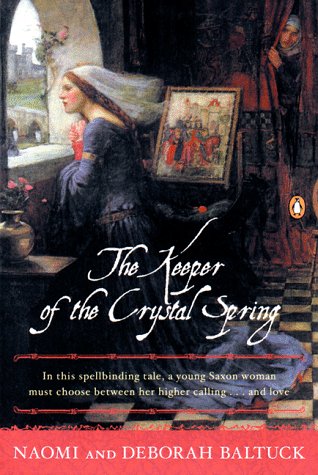 The Keeper
of the Crystal Spring
In this spellbinding tale, a young Saxon woman
must choose between her higher calling . . . and love
NAOMI AND DEBORAH BALTUCK